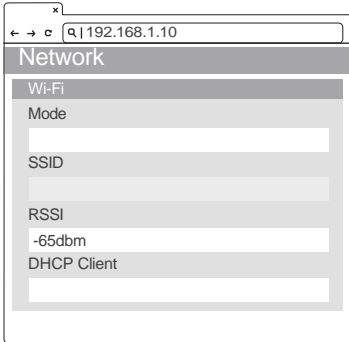 192.168.1.10
Network
Wi-Fi
Mode
SSID
RSSI
-65dbm
DHCP Client